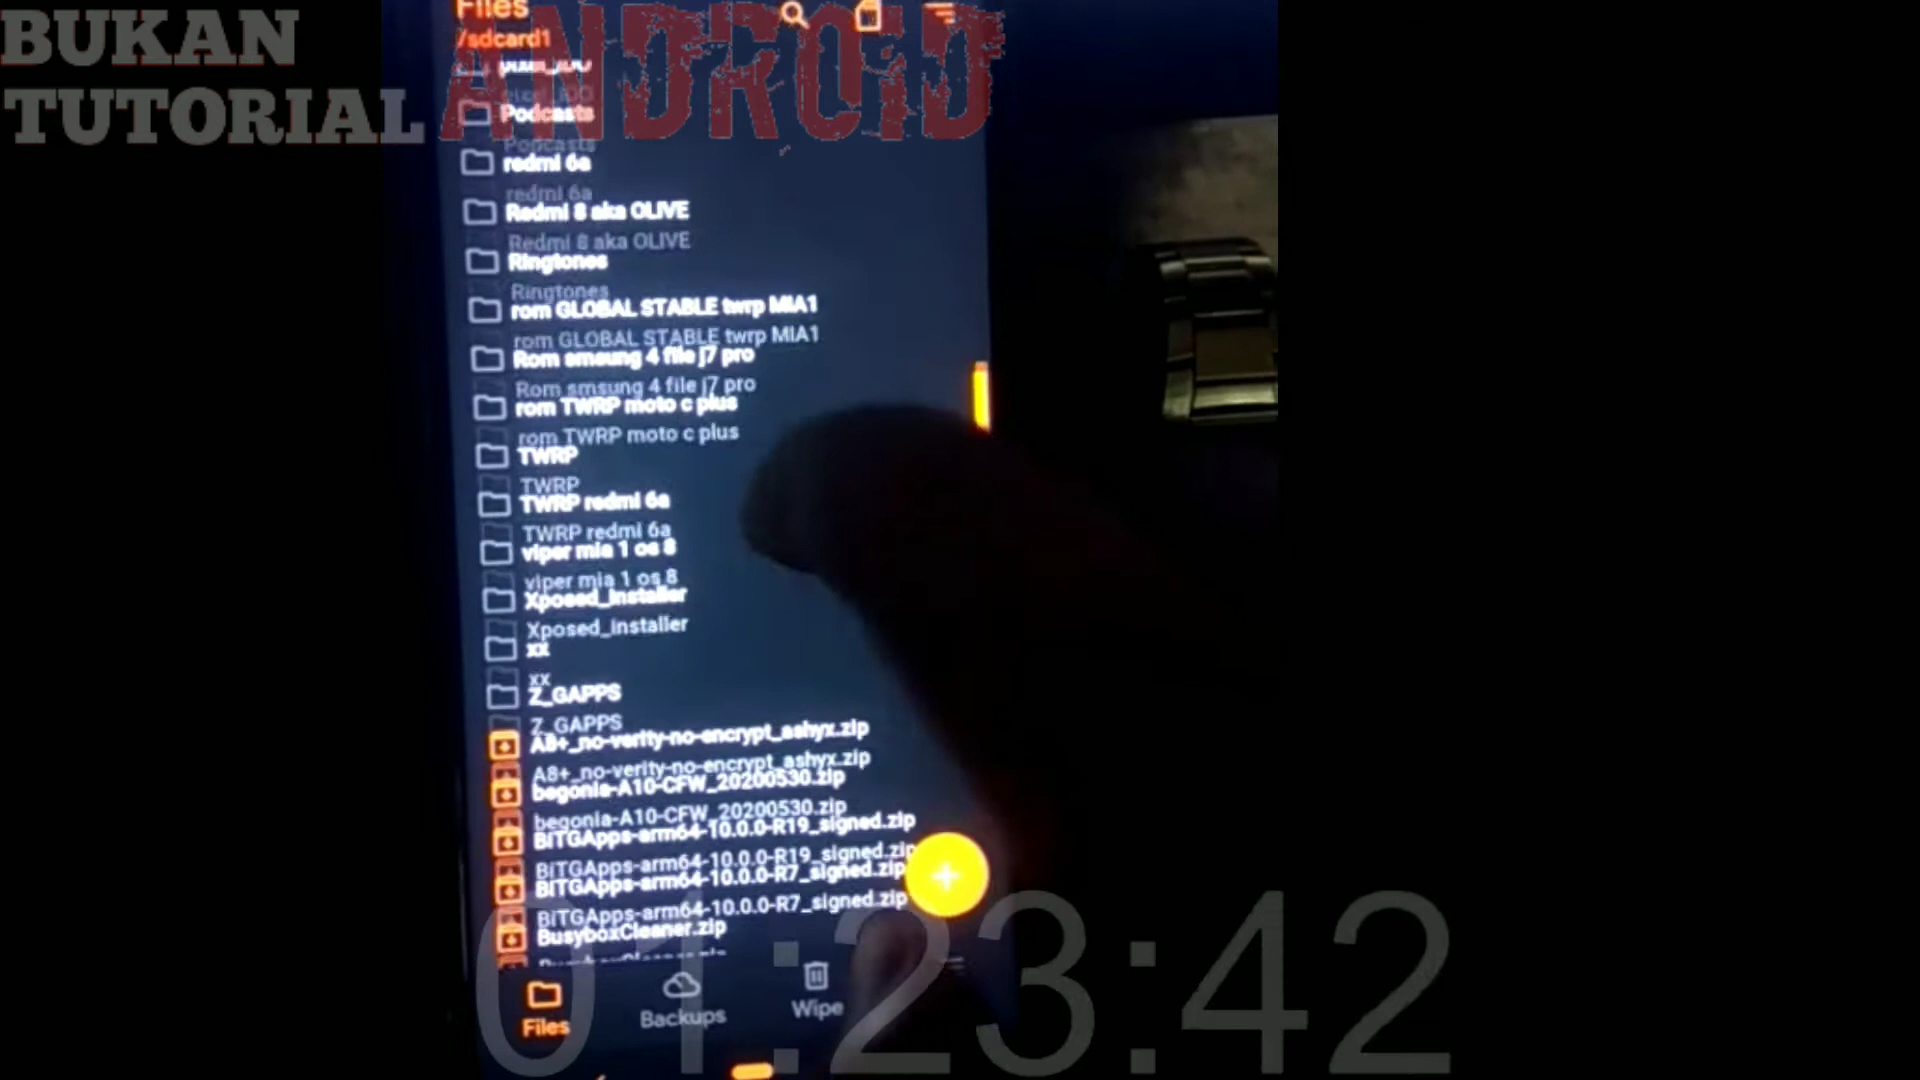 BUKAN
TUTORIAL
ANDROID
Files
/sdcard1
Podcasts
redmi 6a
Redmi 8 aka OLIVE
Ringtones
rom GLOBAL STABLE twrp MIA1
Rom smsung 4 file j7 pro
rom TWRP moto c plus
TWRP
TWRP redmi 6a
viper mia 1 os 8
Xposed_installer
xx
Z_GAPPS
A8+_no-verity-no-encrypt_ashyx.zip
begonia-A10-CFW_20200530.zip
BiTGApps-arm64-10.0.0-R19_signed.zip
BiTGApps-arm64-10.0.0-R7_signed.zip
BusyboxCleaner.zip
Files
Backups
Wipe
01:23:42